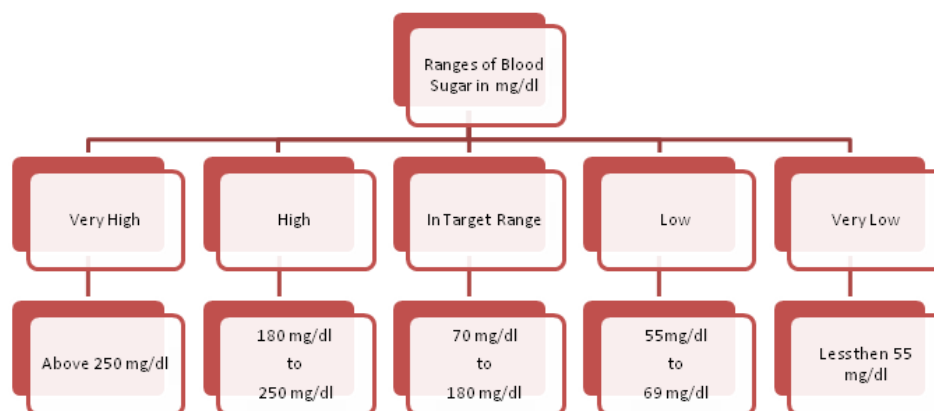 Ranges of Blood
Sugar in mg/dl
Very High
High
In Target Range
Low
Very Low
Above 250 mg/dl
180 mg/dl
to
250 mg/dl
70 mg/dl
to
180 mg/dl
55mg/dl
to
69 mg/dl
Lessthen 55
mg/dl